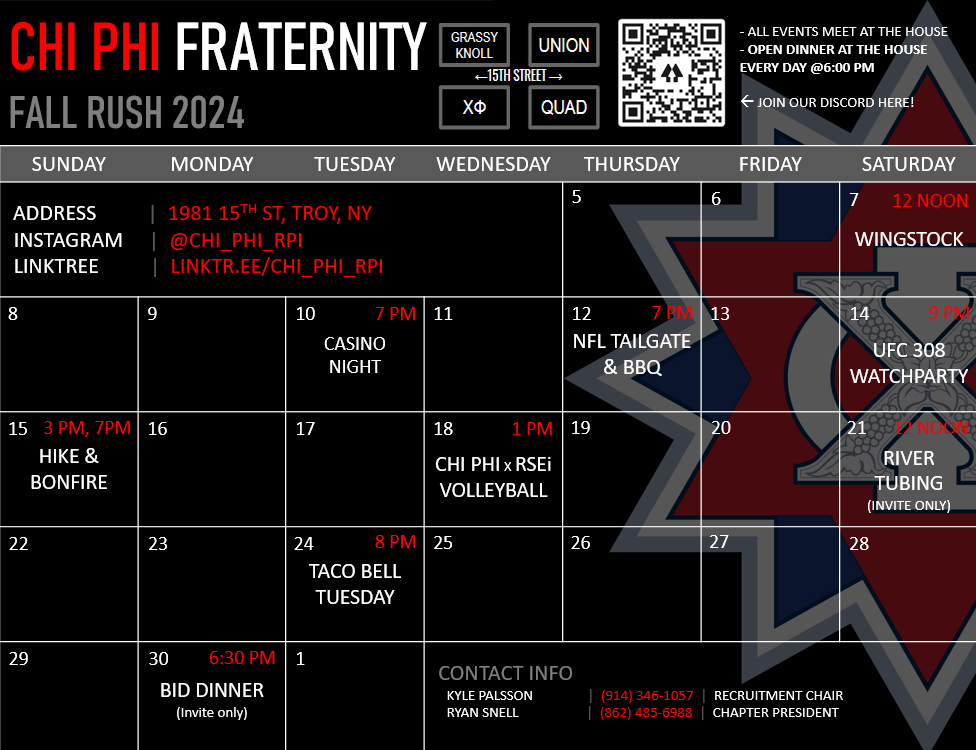 CHI PHI FRATERNITY
FALL RUSH 2024
GRASSY
KNOLL
UNION
←15TH STREET→
ΧΦ
QUAD
- ALL EVENTS MEET AT THE HOUSE
- OPEN DINNER AT THE HOUSE
EVERY DAY @6:00 PM
← JOIN OUR DISCORD HERE!
SUNDAY MONDAY TUESDAY WEDNESDAY THURSDAY FRIDAY SATURDAY
ADDRESS | 1981 15TH ST, TROY, NY
INSTAGRAM | @CHI_PHI_RPI
LINKTREE | LINKTR.EE/CHI_PHI_RPI
5
6
7 12 NOON
WINGSTOCK
8
9
10 7 PM
CASINO
NIGHT
11
12 7 PM
NFL TAILGATE
& BBQ
13
14 9 PM
UFC 308
WATCHPARTY
15 3 PM, 7PM
HIKE &
BONFIRE
16
17
18 1 PM
CHI PHI x RSEi
VOLLEYBALL
19
20
21 12 NOON
RIVER
TUBING
(INVITE ONLY)
22
23
24 8 PM
TACO BELL
TUESDAY
25
26
27
28
29
30 6:30 PM
BID DINNER
(Invite only)
1
CONTACT INFO
KYLE PALSSON | (914) 346-1057 | RECRUITMENT CHAIR
RYAN SNELL | (862) 485-6988 | CHAPTER PRESIDENT